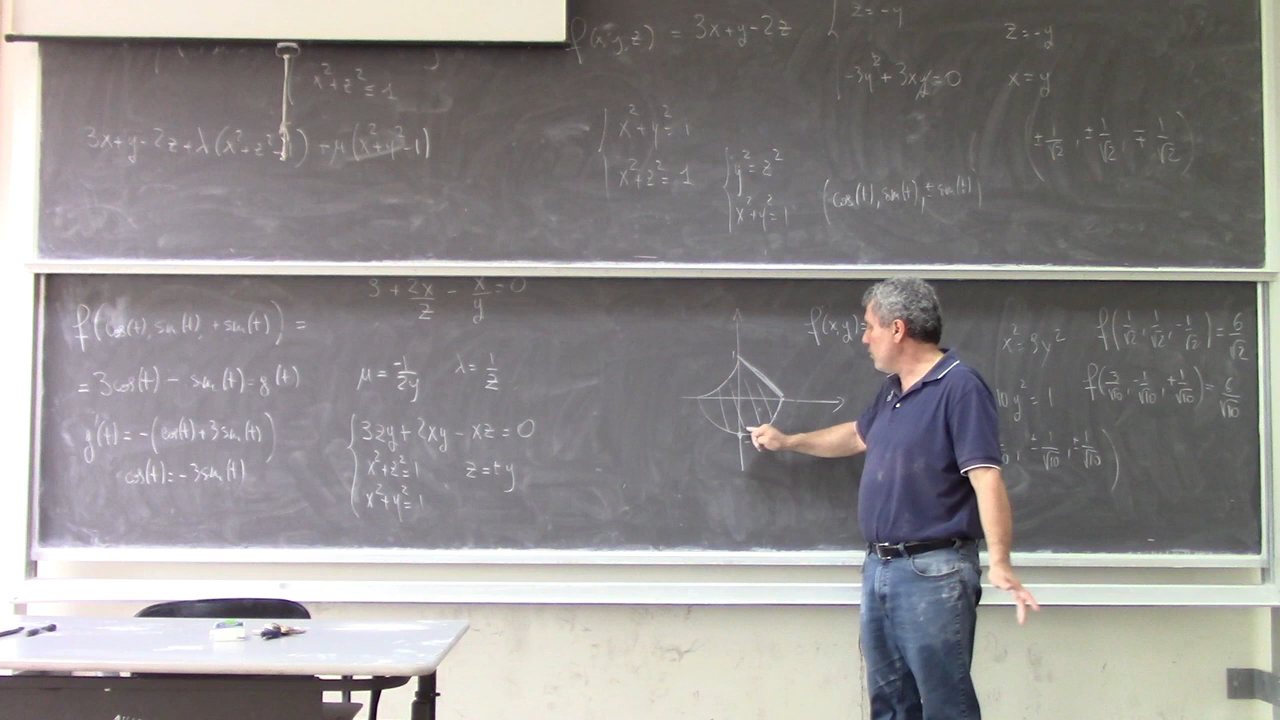 f(x,y,z) = 3x+y-2z
z=-y
-3y²+3xy=0
z=-y
x=y
x²+z²≤1
3x+y-2z+λ(x²+z²-1)+μ(x²+y²-1)
x²+y²=1
x²+z²=1
y²=z²
x²+y²=1
(cos(t), sin(t), ±sin(t))
(±1/√2, ±1/√2, ∓1/√2)
f(cos(t), sin(t), +sin(t)) =
= 3cos(t) - sin(t) = g(t)
g'(t) = -(cos(t)+3sin(t))
cos(t) = -3sin(t)
3 + 2x/z - x/y = 0
μ = -1/2y
λ = 1/z
3zy + 2xy - xz = 0
x²+z²=1
z=±y
x²+y²=1
f(x,y)=
x²=9y²
10y²=1
±1/√10, ±1/√10)
f(1/√2, 1/√2, -1/√2) = 6/√2
f(3/√10, -1/√10, +1/√10) = 6/√10